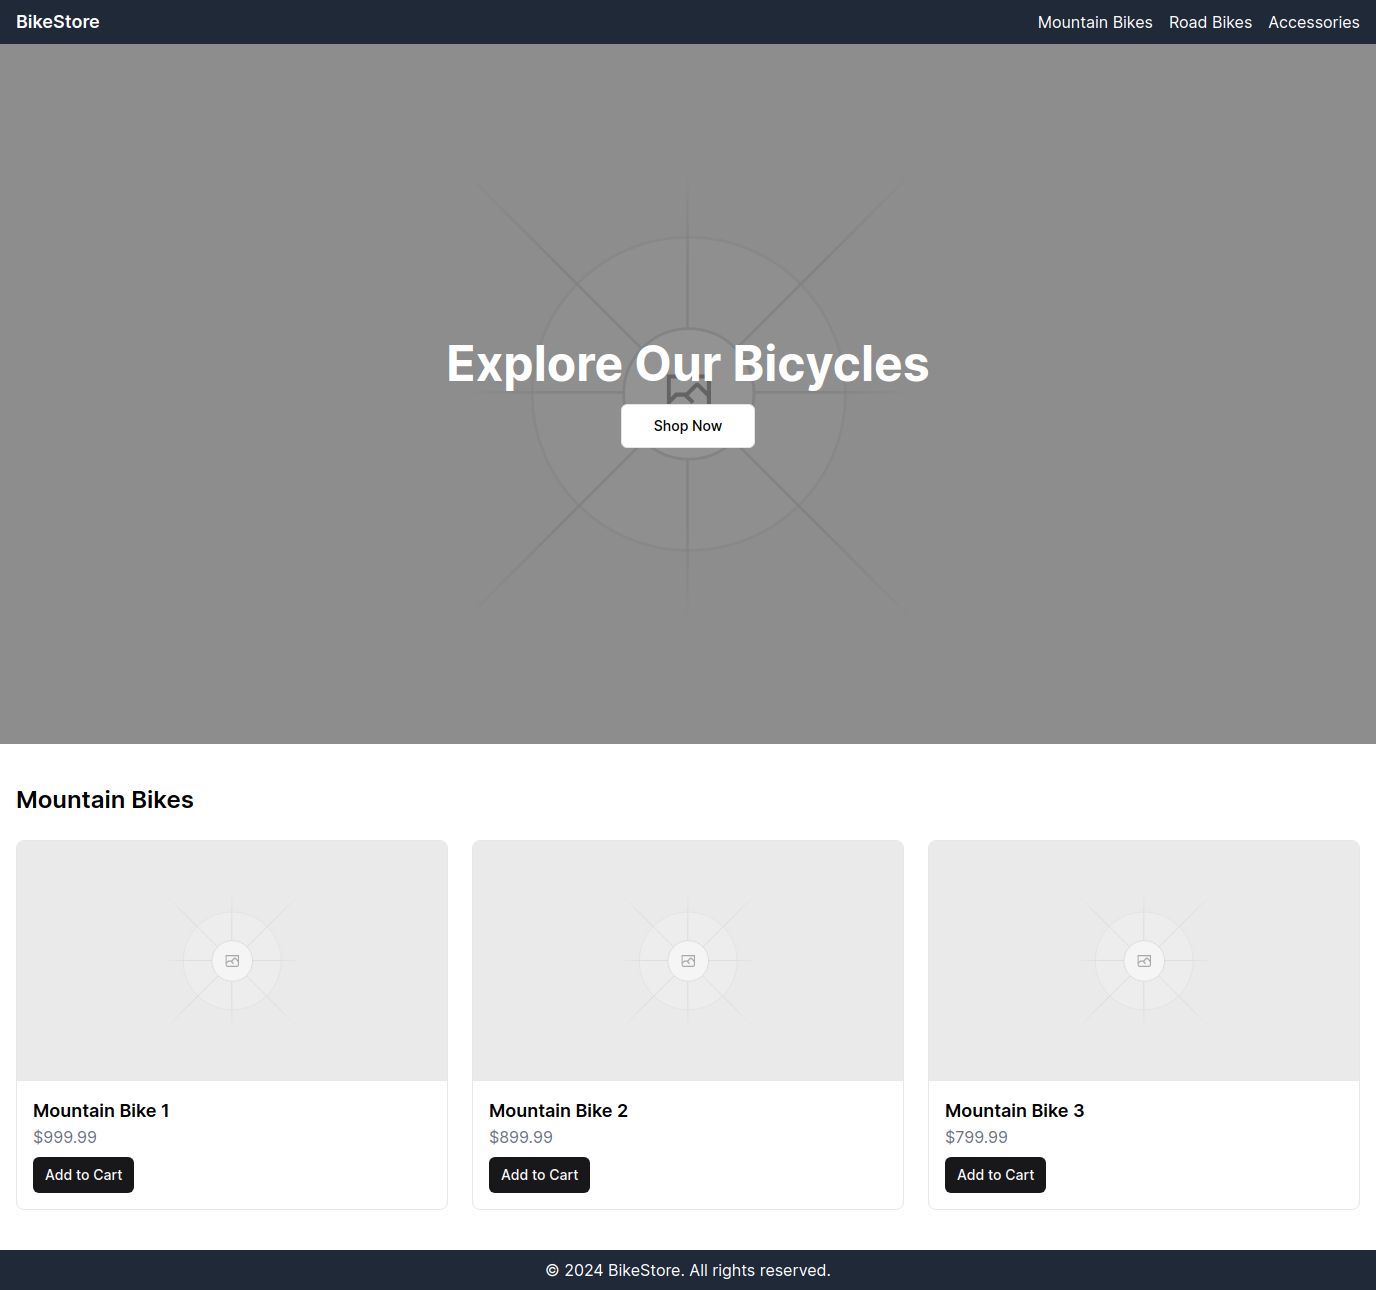 BikeStore
Mountain Bikes Road Bikes Accessories
Explore Our Bicycles
Shop Now
Mountain Bikes
Mountain Bike 1
$999.99
Add to Cart
Mountain Bike 2
$899.99
Add to Cart
Mountain Bike 3
$799.99
Add to Cart
© 2024 BikeStore. All rights reserved.